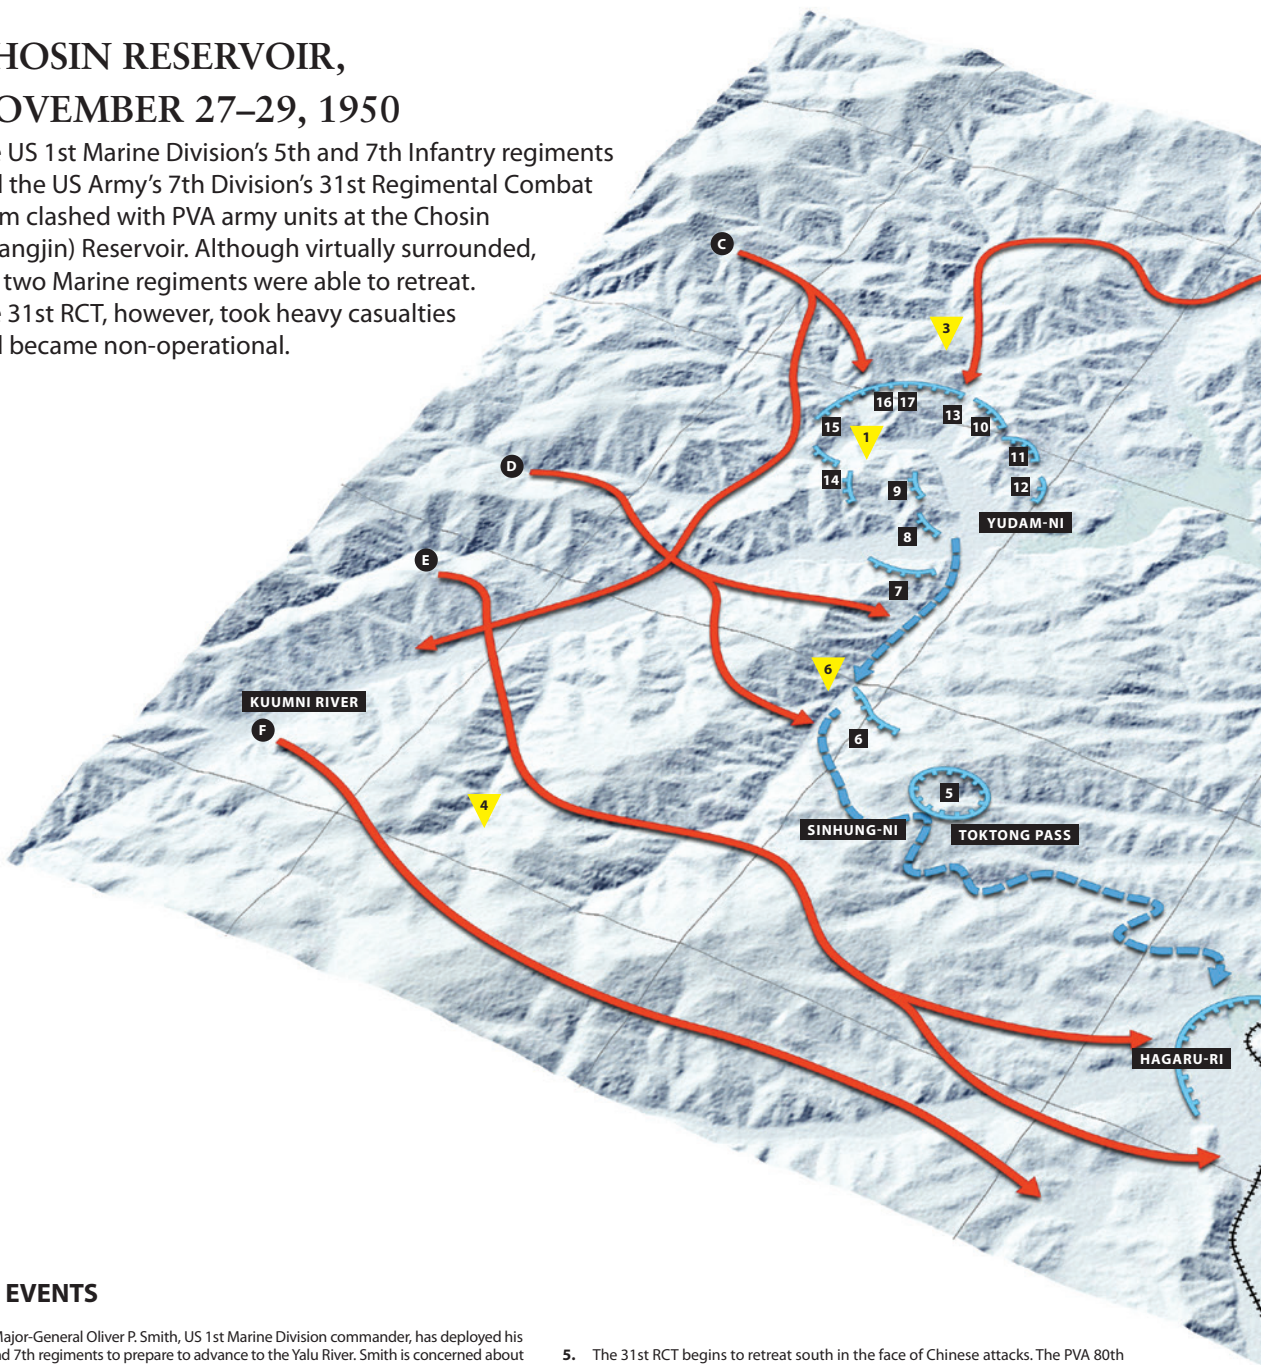 HOSIN RESERVOIR,
OVEMBER 27–29, 1950
US 1st Marine Division's 5th and 7th Infantry regiments
the US Army's 7th Division's 31st Regimental Combat
m clashed with PVA army units at the Chosin
angjin) Reservoir. Although virtually surrounded,
two Marine regiments were able to retreat.
31st RCT, however, took heavy casualties
became non-operational.
C
3
16 17
13
15
10
1
11
D
14
9
12
YUDAM-NI
8
E
7
6
KUUMNI RIVER
F
6
5
4
SINHUNG-NI
TOKTONG PASS
HAGARU-RI
EVENTS
Major-General Oliver P. Smith, US 1st Marine Division commander, has deployed his
nd 7th regiments to prepare to advance to the Yalu River. Smith is concerned about
5. The 31st RCT begins to retreat south in the face of Chinese attacks. The PVA 80th